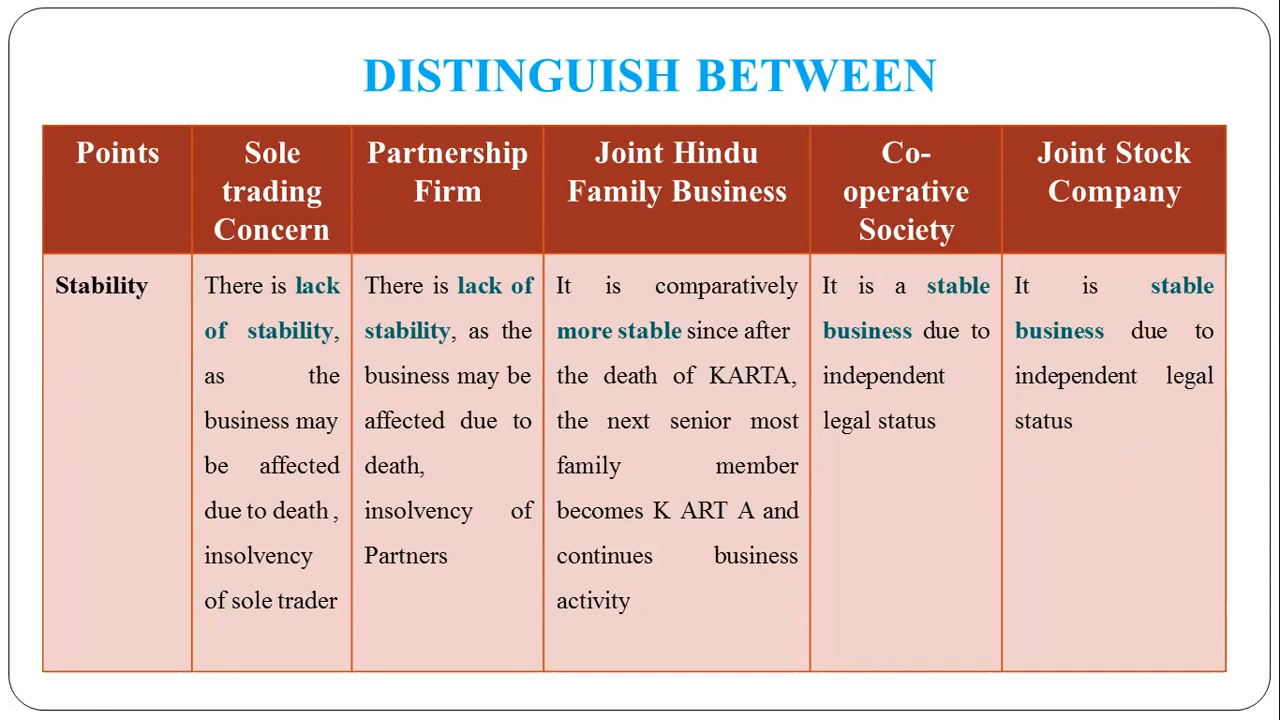 DISTINGUISH BETWEEN
Points
Sole
trading
Concern
Partnership
Firm
Joint Hindu
Family Business
Co-
operative
Society
Joint Stock
Company
Stability
There is lack
of stability,
as the
business may
be affected
due to death ,
insolvency
of sole trader
There is lack of
stability, as the
business may be
affected due to
death,
insolvency of
Partners
It is comparatively
more stable since after
the death of KARTA,
the next senior most
family member
becomes K ART A and
continues business
activity
It is a stable
business due to
independent
legal status
It is stable
business due to
independent legal
status